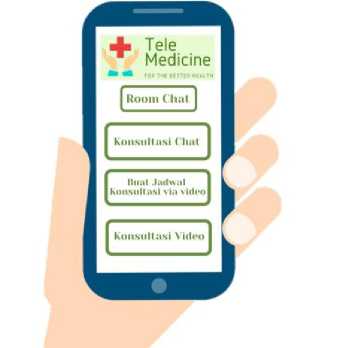 Tele
Medicine
FOR THE BETTER HEALTH
Room Chat
Konsultasi Chat
Buat Jadwal
Konsultasi via video
Konsultasi Video